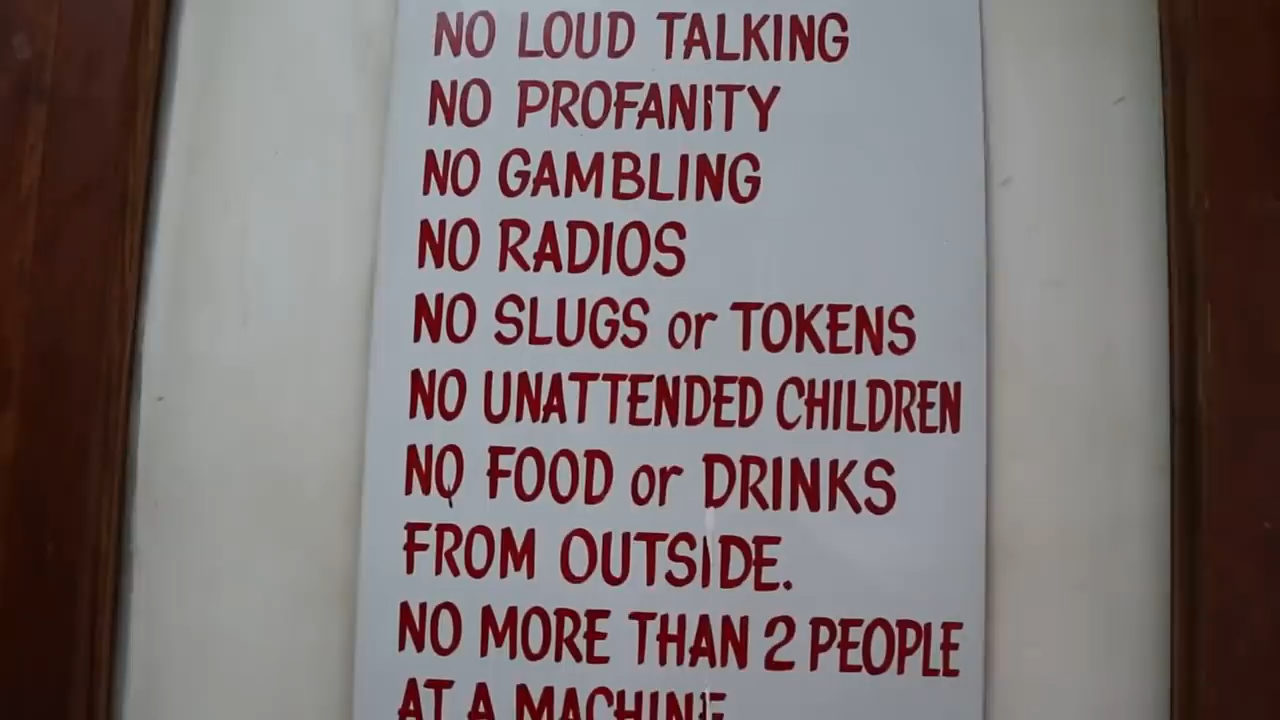 NO LOUD TALKING
NO PROFANITY
NO GAMBLING
NO RADIOS
NO SLUGS or TOKENS
NO UNATTENDED CHILDREN
NO FOOD or DRINKS
FROM OUTSIDE.
NO MORE THAN 2 PEOPLE
AT A MACHINE